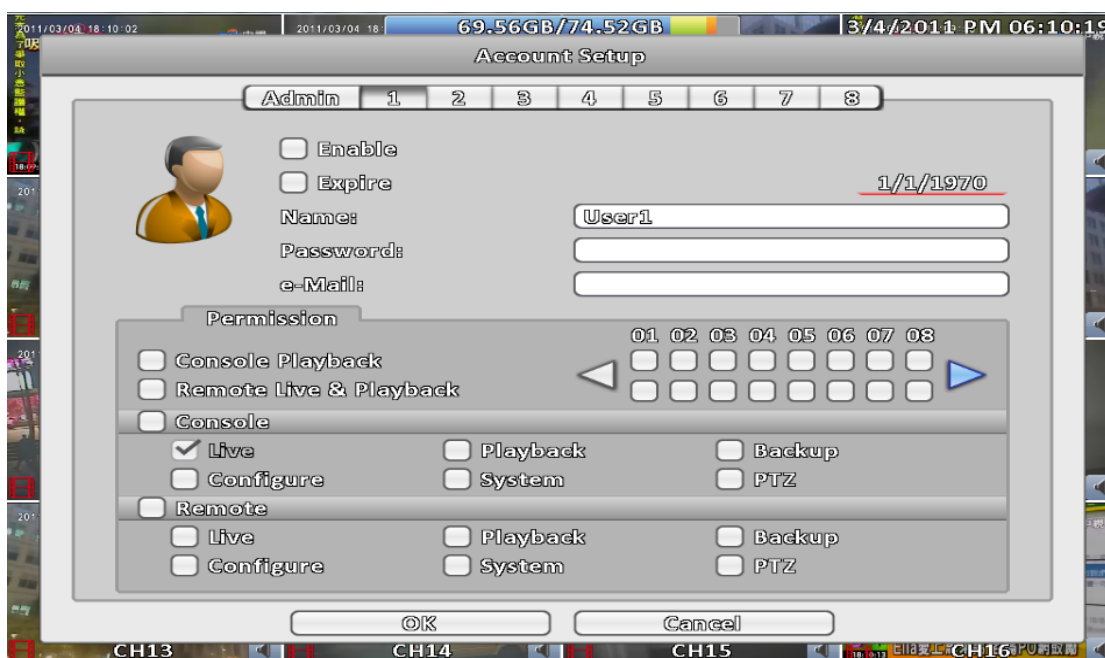 2011/03/04 18:10:02
2011/03/04 18:
69.56GB/74.52GB
3/4/2011 PM 06:10:19
Account Setup
Admin 1 2 3 4 5 6 7 8
Enable
Expire
1/1/1970
Name:
User1
Password:
e-Mail:
Permission
01 02 03 04 05 06 07 08
Console Playback
Remote Live & Playback
Console
Live Playback Backup
Configure System PTZ
Remote
Live Playback Backup
Configure System PTZ
OK Cancel
CH13 CH14 CH15 CH16